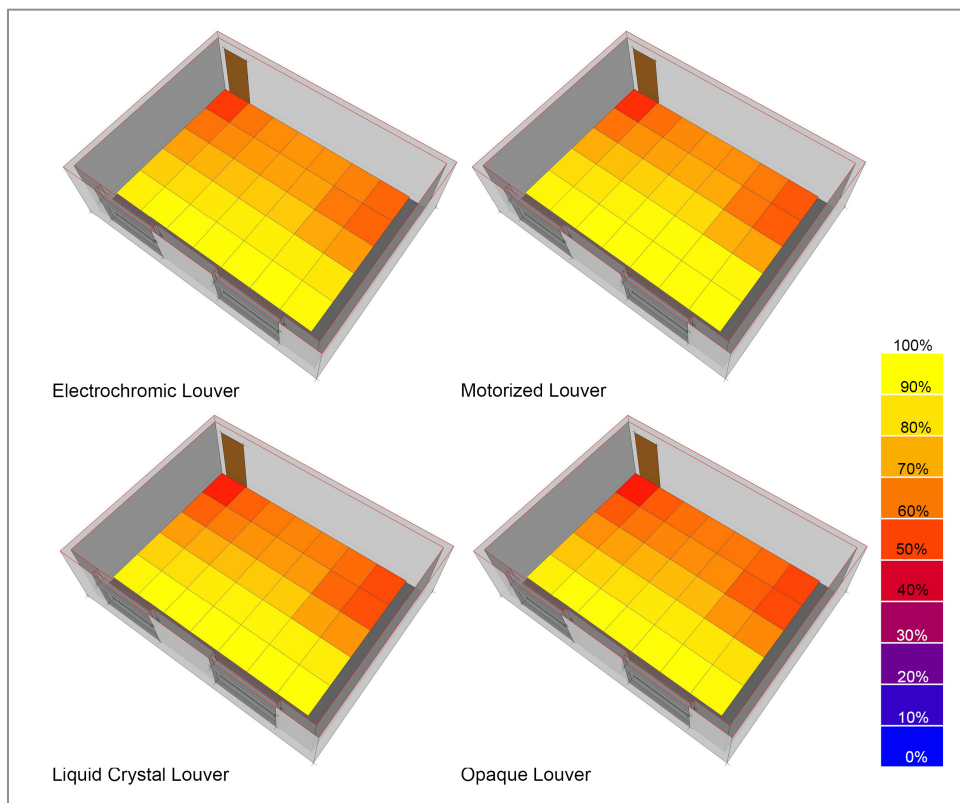 Electrochromic Louver
Motorized Louver
Liquid Crystal Louver
Opaque Louver
100%
90%
80%
70%
60%
50%
40%
30%
20%
10%
0%